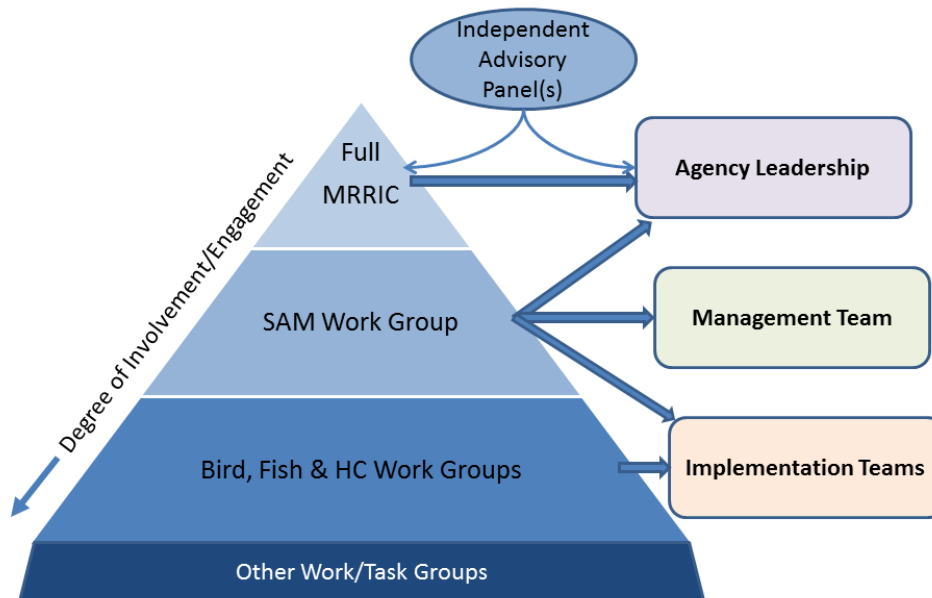 Independent
Advisory
Panel(s)
Full
MRRIC
Agency Leadership
Degree of Involvement/Engagement
SAM Work Group
Management Team
Bird, Fish & HC Work Groups
Implementation Teams
Other Work/Task Groups